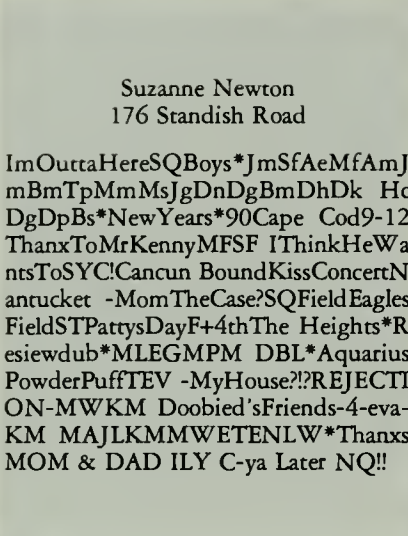 Suzanne Newton
176 Standish Road
ImOuttaHereSQBoys*JmSfAeMfAmJ
mBmTpMmMsJgDnDgBmDhDk Hc
DgDpBs*NewYears*90Cape Cod9-12
ThanxToMrKennyMFSF IThinkHeWa
ntsToSYC!Cancun BoundKissConcertN
antucket -MomTheCase?SQFieldEagles
FieldSTPattysDayF+4thThe Heights*R
esiewdub*MLEGMPM DBL*Aquarius
PowderPuffTEV -MyHouse?!?REJECTI
ON-MWKM Doobied'sFriends-4-eva-
KM MAJLKMMWETENLW*Thanxs
MOM & DAD ILY C-ya Later NQ!!